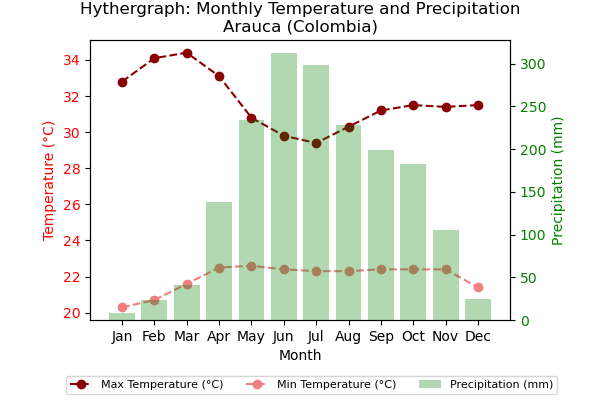 Hythergraph: Monthly Temperature and Precipitation
Arauca (Colombia)
Temperature (°C)
34
32
30
28
26
24
22
20
300
250
200
150
100
50
0
Precipitation (mm)
Jan Feb Mar Apr May Jun Jul Aug Sep Oct Nov Dec
Month
Max Temperature (°C) Min Temperature (°C) Precipitation (mm)